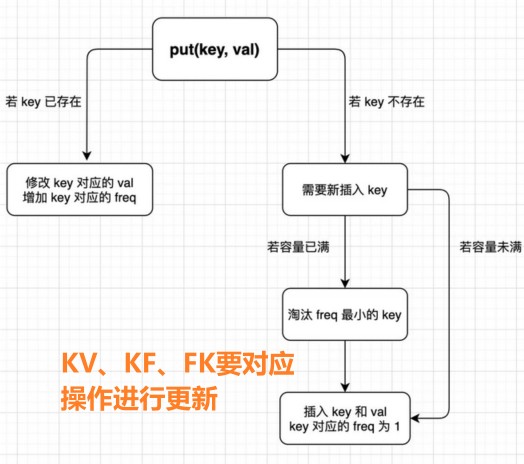 put(key, val)
若 key 已存在
若 key 不存在
修改 key 对应的 val
增加 key 对应的 freq
需要新插入 key
若容量已满
若容量未满
淘汰 freq 最小的 key
KV、KF、FK要对应
操作进行更新
插入 key 和 val
key 对应的 freq 为 1